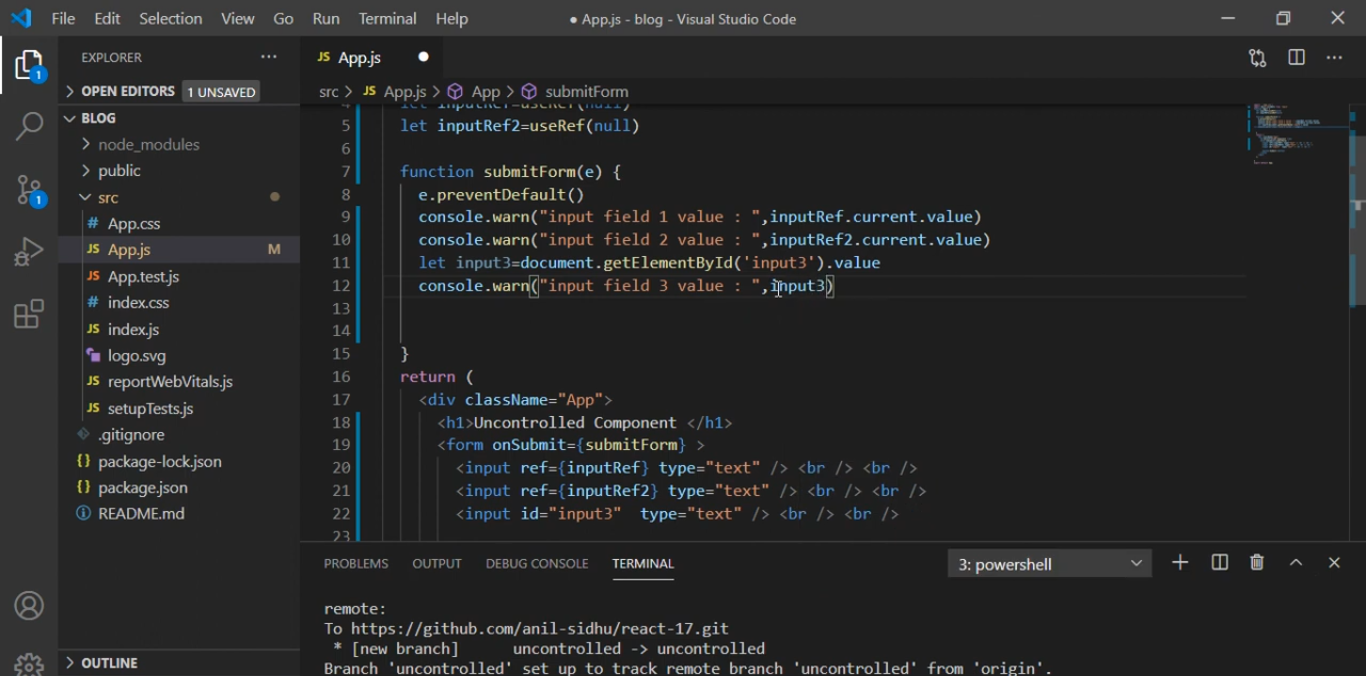 File Edit Selection View Go Run Terminal Help
● App.js - blog - Visual Studio Code
EXPLORER
OPEN EDITORS 1 UNSAVED
BLOG
node_modules
public
src
# App.css
JS App.js M
JS App.test.js
# index.css
JS index.js
logo.svg
JS reportWebVitals.js
JS setupTests.js
.gitignore
{} package-lock.json
{} package.json
README.md
OUTLINE
1
1
JS App.js ●
src > JS App.js > App > submitForm
4 let inputRef=useRef(null)
5 let inputRef2=useRef(null)
6
7 function submitForm(e) {
8 e.preventDefault()
9 console.warn("input field 1 value : ",inputRef.current.value)
10 console.warn("input field 2 value : ",inputRef2.current.value)
11 let input3=document.getElementById('input3').value
12 console.warn("input field 3 value : ",input3)
13
14
15 }
16 return (
17 <div className="App">
18 <h1>Uncontrolled Component </h1>
19 <form onSubmit={submitForm} >
20 <input ref={inputRef} type="text" /> <br /> <br />
21 <input ref={inputRef2} type="text" /> <br /> <br />
22 <input id="input3"  type="text" /> <br /> <br />
23
PROBLEMS OUTPUT DEBUG CONSOLE TERMINAL
3: powershell
remote:
To https://github.com/anil-sidhu/react-17.git
 * [new branch]      uncontrolled -> uncontrolled
Branch 'uncontrolled' set up to track remote branch 'uncontrolled' from 'origin'.